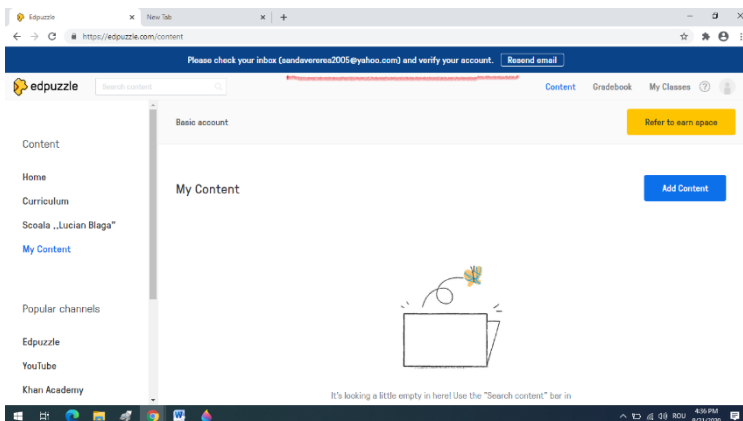 Edpuzzle
New Tab
https://edpuzzle.com/content
Please check your inbox (sandavererea2005@yahoo.com) and verify your account. Resend email
edpuzzle
Search content
Content Gradebook My Classes
Basic account
Refer to earn space
Content
Home
My Content
Add Content
Curriculum
Scoala ,,Lucian Blaga"
My Content
Popular channels
Edpuzzle
YouTube
Khan Academy
It's looking a little empty in here! Use the "Search content" bar in
ROU
4:36 PM